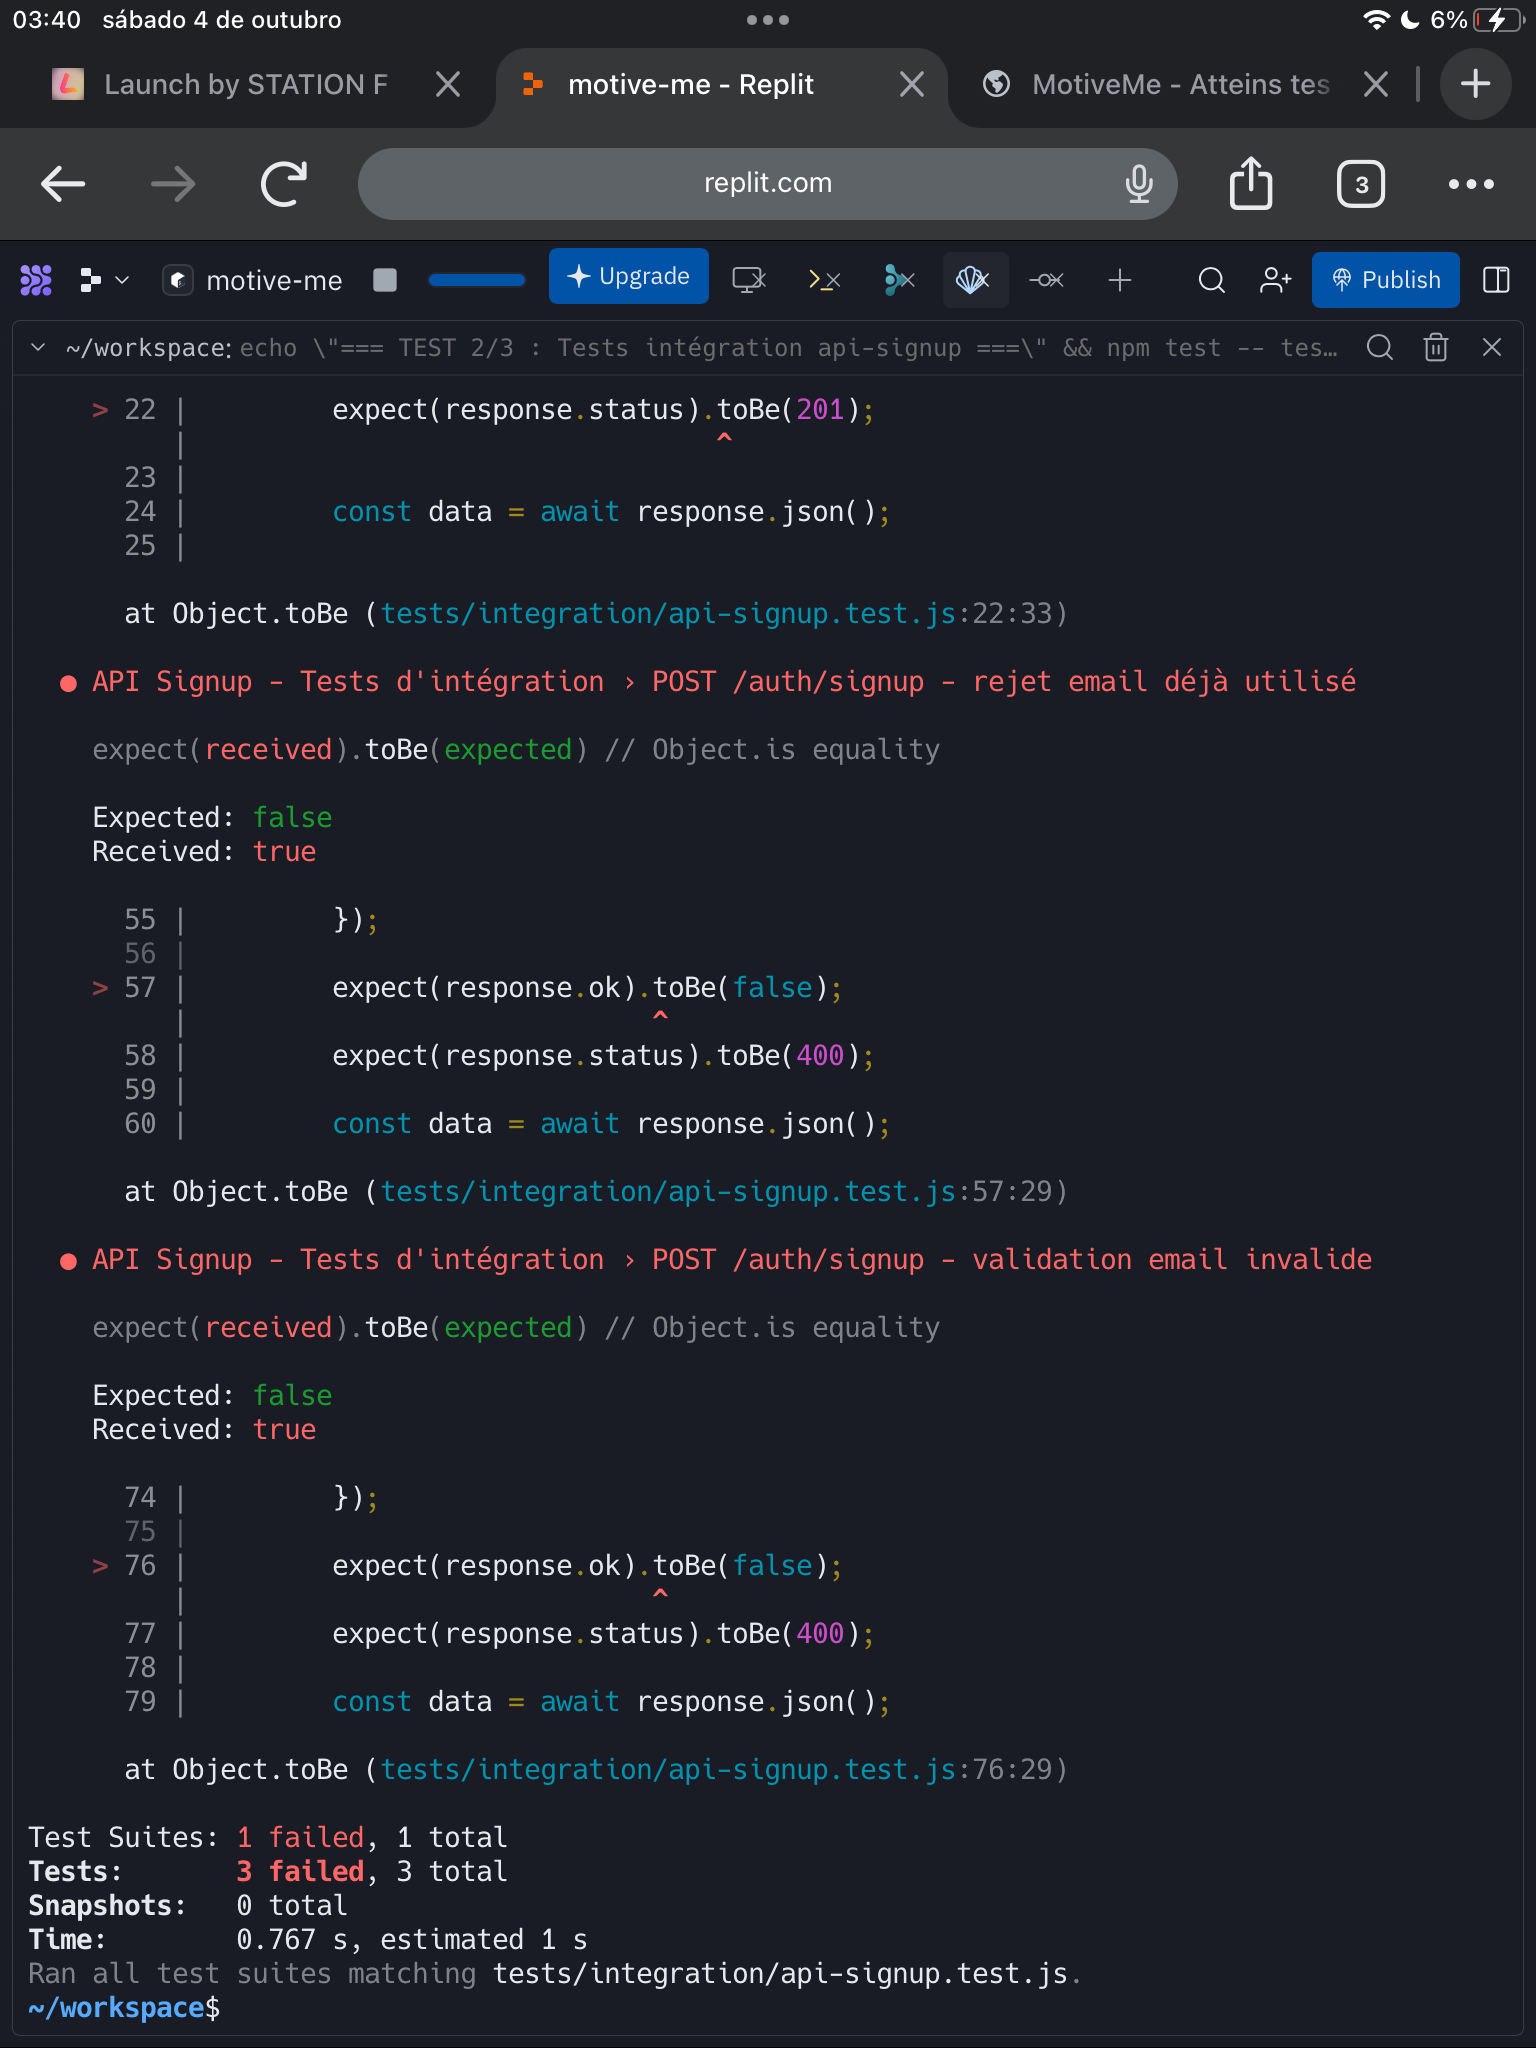 03:40 sábado 4 de outubro
6%
Launch by STATION F
motive-me - Replit
MotiveMe - Atteins tes
replit.com
3
motive-me
Upgrade
Publish
~/workspace: echo \"=== TEST 2/3 : Tests intégration api-signup ===\" && npm test -- tes…
> 22 | expect(response.status).toBe(201);
| ^
23 |
24 | const data = await response.json();
25 |
at Object.toBe (tests/integration/api-signup.test.js:22:33)
● API Signup - Tests d'intégration › POST /auth/signup - rejet email déjà utilisé
expect(received).toBe(expected) // Object.is equality
Expected: false
Received: true
55 | });
56 |
> 57 | expect(response.ok).toBe(false);
| ^
58 | expect(response.status).toBe(400);
59 |
60 | const data = await response.json();
at Object.toBe (tests/integration/api-signup.test.js:57:29)
● API Signup - Tests d'intégration › POST /auth/signup - validation email invalide
expect(received).toBe(expected) // Object.is equality
Expected: false
Received: true
74 | });
75 |
> 76 | expect(response.ok).toBe(false);
| ^
77 | expect(response.status).toBe(400);
78 |
79 | const data = await response.json();
at Object.toBe (tests/integration/api-signup.test.js:76:29)
Test Suites: 1 failed, 1 total
Tests: 3 failed, 3 total
Snapshots: 0 total
Time: 0.767 s, estimated 1 s
Ran all test suites matching tests/integration/api-signup.test.js.
~/workspace$